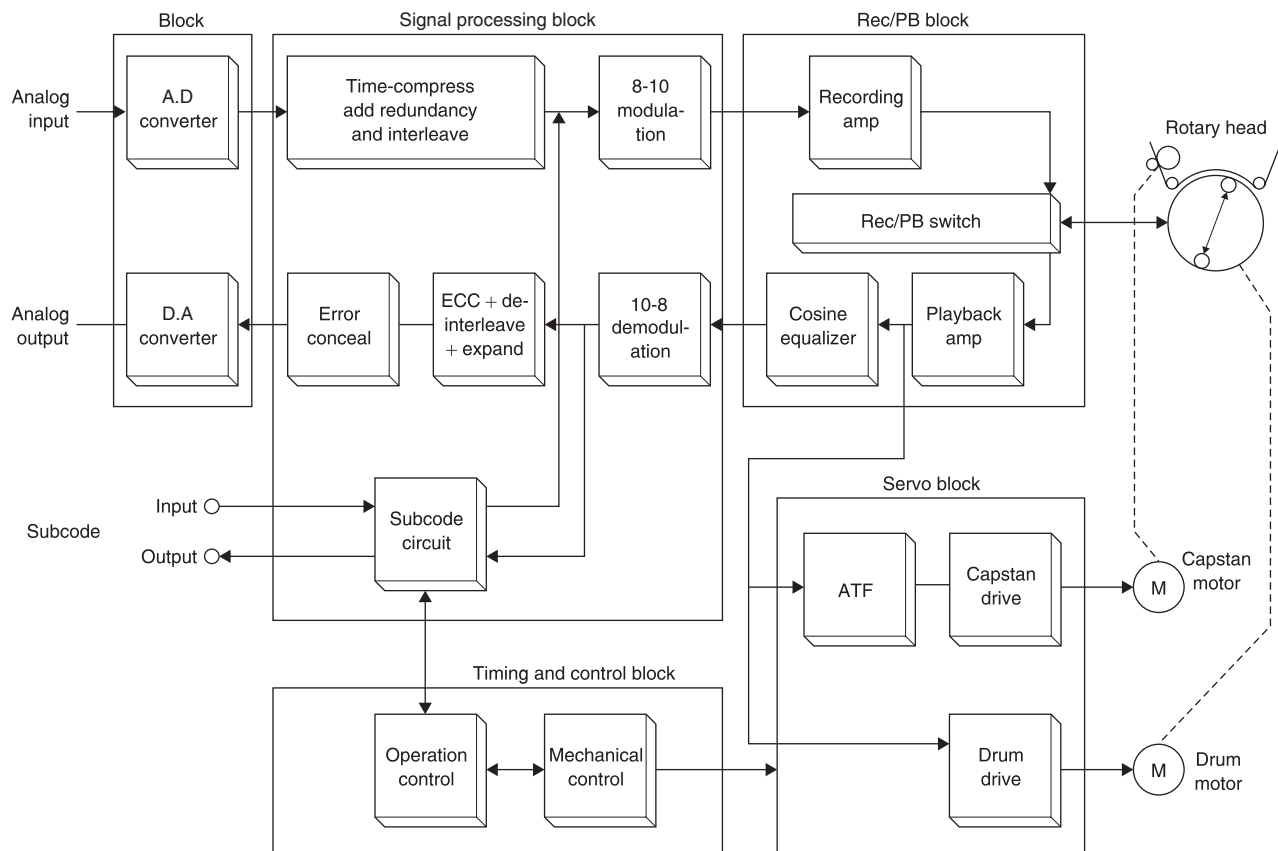 Block
Signal processing block
Rec/PB block
Analog
input
A.D
converter
Time-compress
add redundancy
and interleave
8-10
modula-
tion
Recording
amp
Rotary head
Rec/PB switch
Analog
output
D.A
converter
Error
conceal
ECC + de-
interleave
+ expand
10-8
demodul-
ation
Cosine
equalizer
Playback
amp
Subcode
Input
Output
Subcode
circuit
Servo block
ATF
Capstan
drive
M
Capstan
motor
Timing and control block
Operation
control
Mechanical
control
Drum
drive
M
Drum
motor